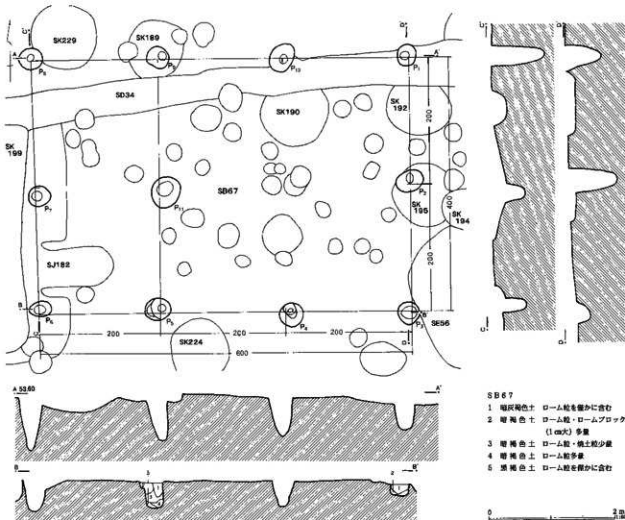 SK229
SK189
A
A'
P8
P9
P10
P1
SD34
SK190
SK
192
200
SK
199
SB67
P2
P7
P11
SK
195
SK
194
400
SJ182
200
B
B'
P6
P5
P4
P3
SE56
200
200
200
SK224
600
A 53.60
A'
B
B'
SB67
1 暗灰褐色土 ローム粒を僅かに含む
2 暗褐色土 ローム粒・ロームブロック
(1cm大)多量
3 暗褐色土 ローム粒・焼土粒少量
4 暗褐色土 ローム粒多量
5 黒褐色土 ローム粒を僅かに含む
0
2m